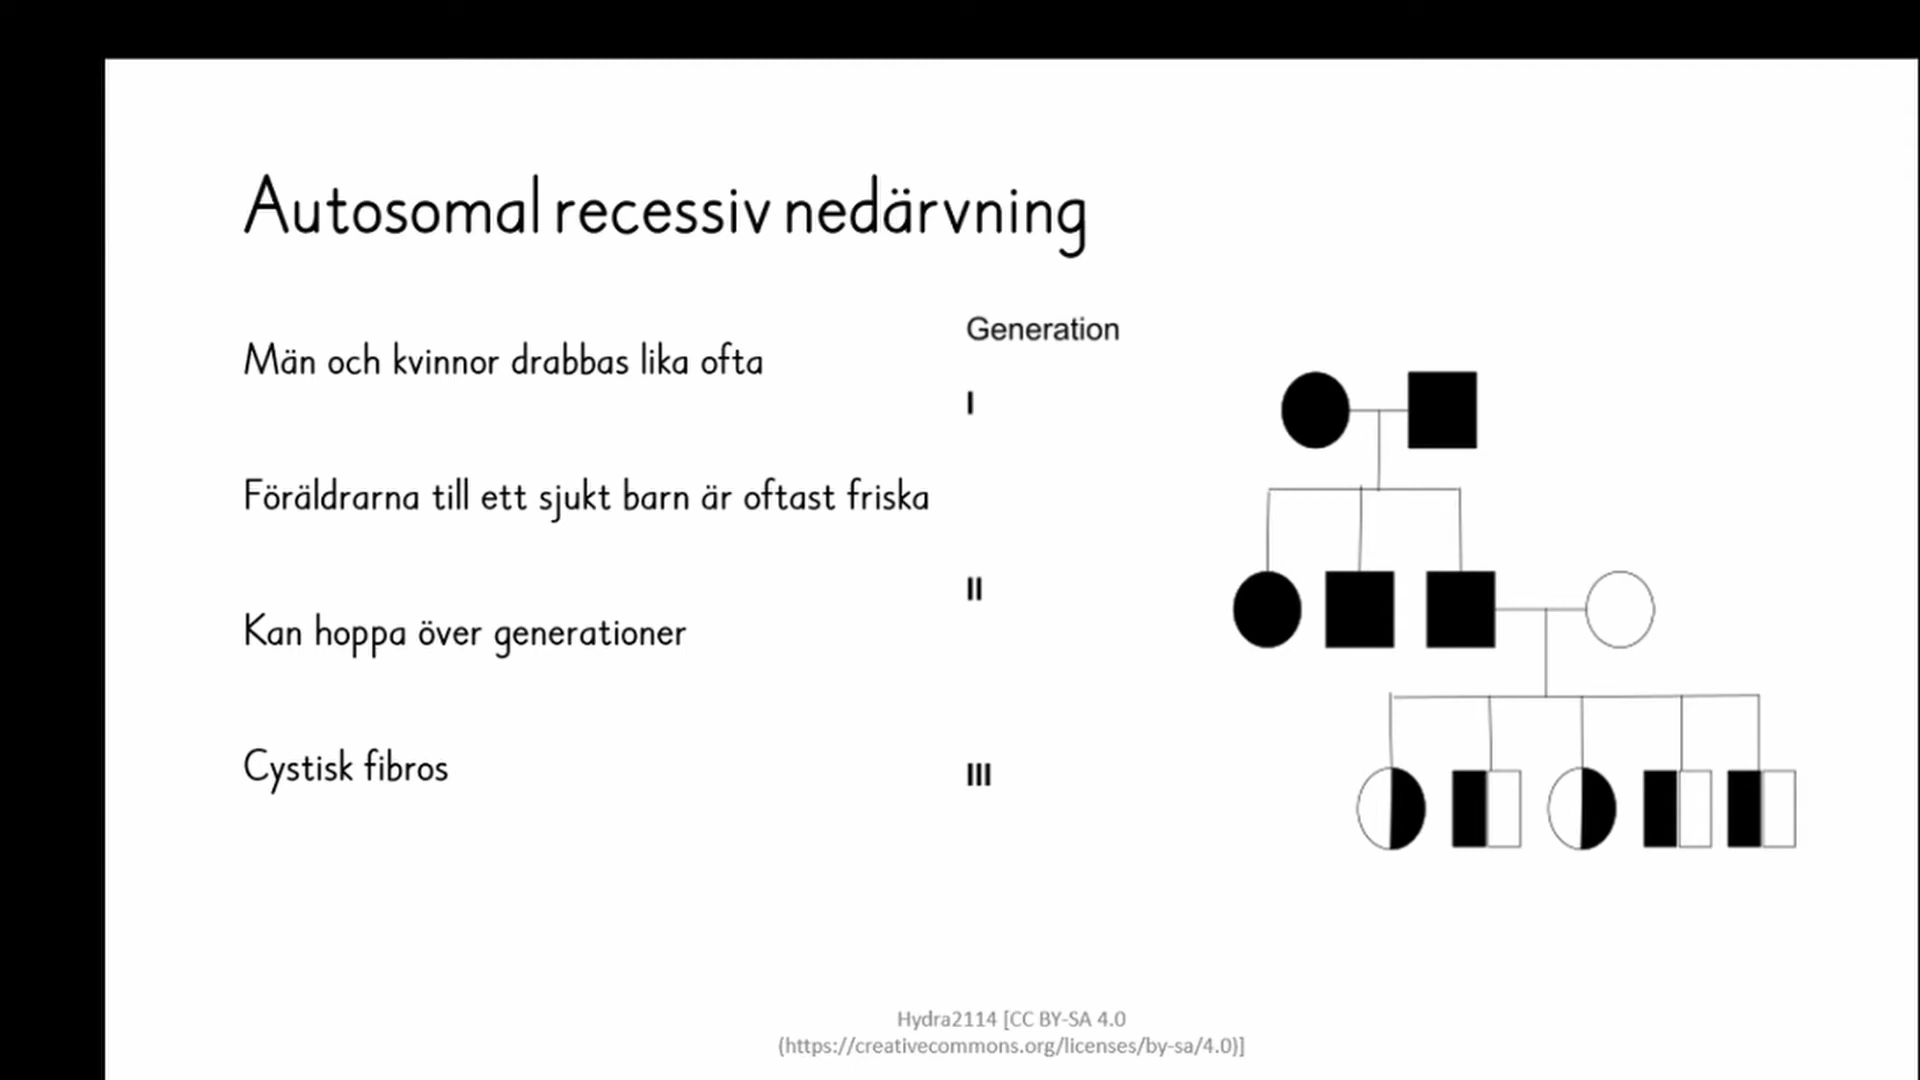 Autosomal recessiv nedärvning
Män och kvinnor drabbas lika ofta
Föräldrarna till ett sjukt barn är oftast friska
Kan hoppa över generationer
Cystisk fibros
Generation
I
II
III
Hydra2114 [CC BY-SA 4.0
(https://creativecommons.org/licenses/by-sa/4.0)]